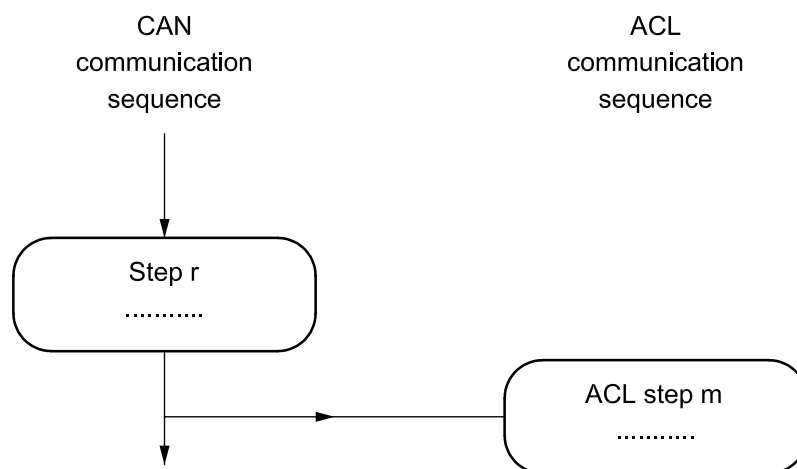 CAN
communication
sequence
ACL
communication
sequence
Step r
...........
ACL step m
...........